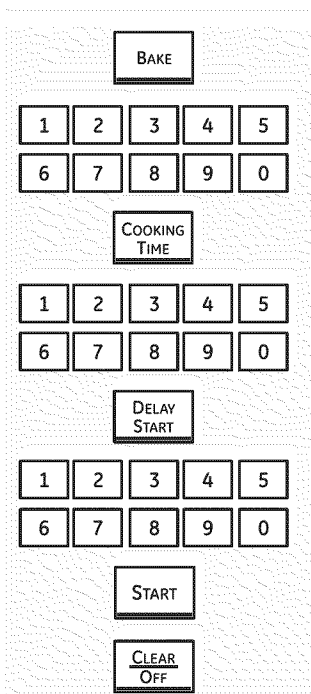 BAKE
1 2 3 4 5
6 7 8 9 0
COOKING
TIME
1 2 3 4 5
6 7 8 9 0
DELAY
START
1 2 3 4 5
6 7 8 9 0
START
CLEAR
OFF